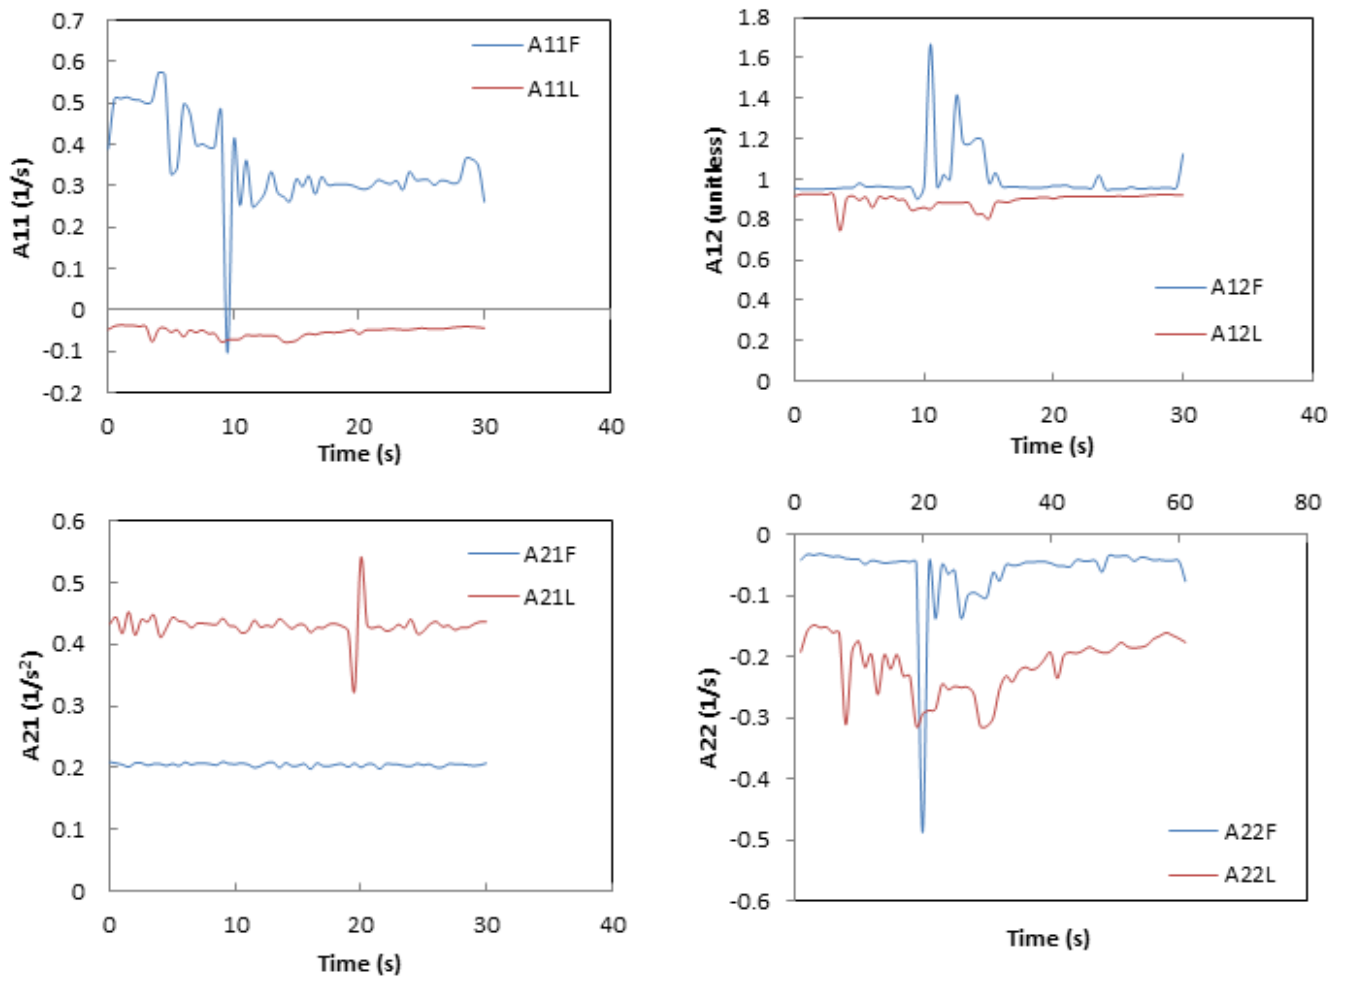 0.7
0.6
0.5
0.4
0.3
0.2
0.1
0
-0.1
-0.2
A11 (1/s)
A11F
A11L
0 10 20 30 40
Time (s)
1.8
1.6
1.4
1.2
1
0.8
0.6
0.4
0.2
0
A12 (unitless)
A12F
A12L
0 10 20 30 40
Time (s)
0.6
0.5
0.4
0.3
0.2
0.1
0
A21 (1/s²)
A21F
A21L
0 10 20 30 40
Time (s)
0 20 40 60 80
0
-0.1
-0.2
-0.3
-0.4
-0.5
-0.6
A22 (1/s)
A22F
A22L
Time (s)